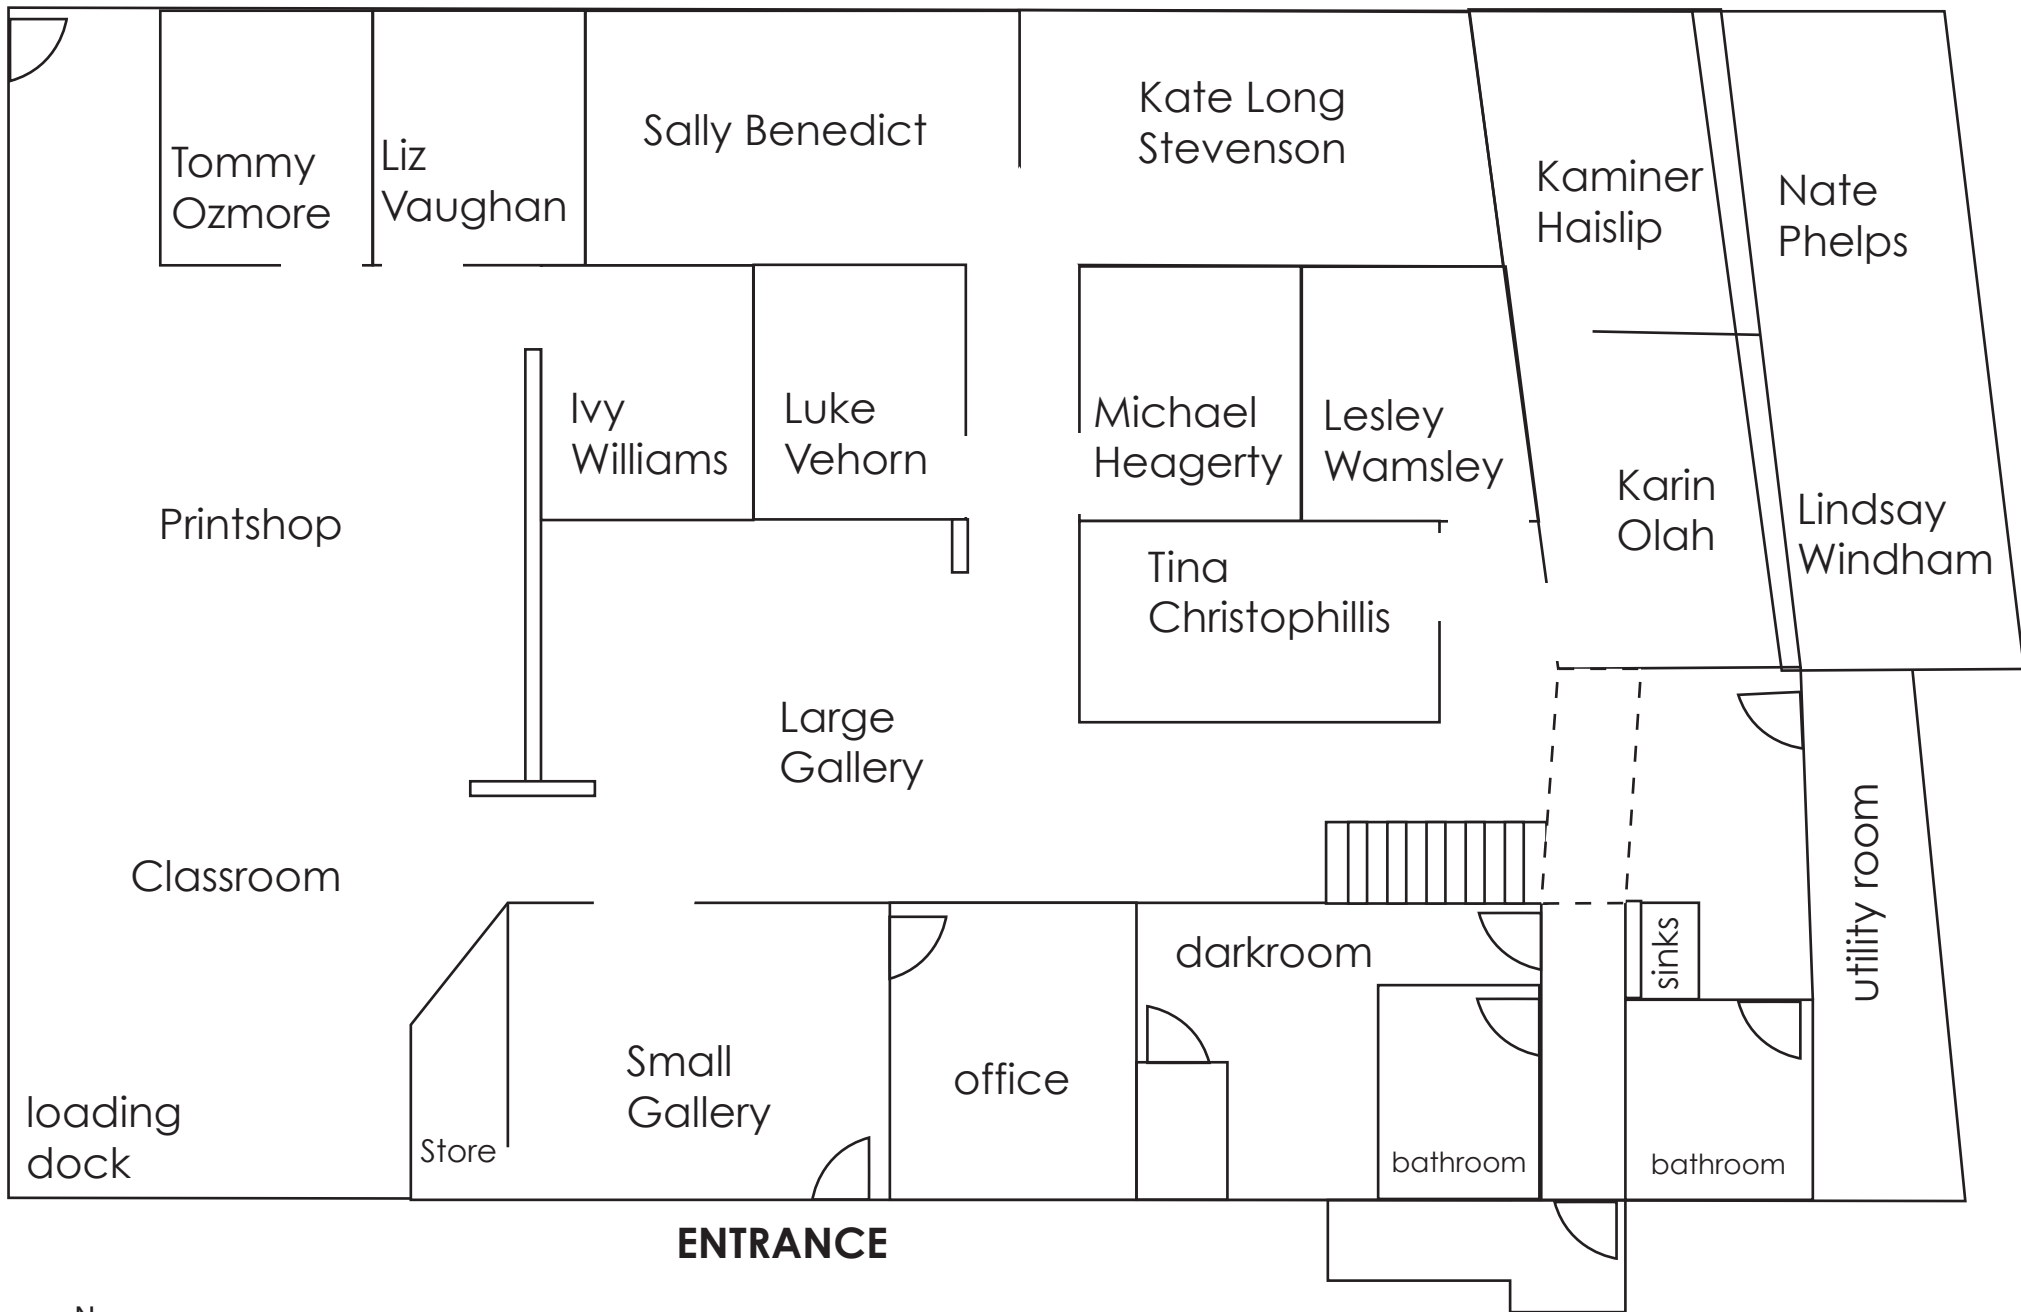 Tommy
Ozmore
Liz
Vaughan
Sally Benedict
Kate Long
Stevenson
Kaminer
Haislip
Nate
Phelps
Ivy
Williams
Luke
Vehorn
Michael
Heagerty
Lesley
Wamsley
Karin
Olah
Lindsay
Windham
Printshop
Tina
Christophillis
Large
Gallery
Classroom
utility room
darkroom
sinks
Small
Gallery
office
loading
dock
Store
bathroom
bathroom
ENTRANCE
N